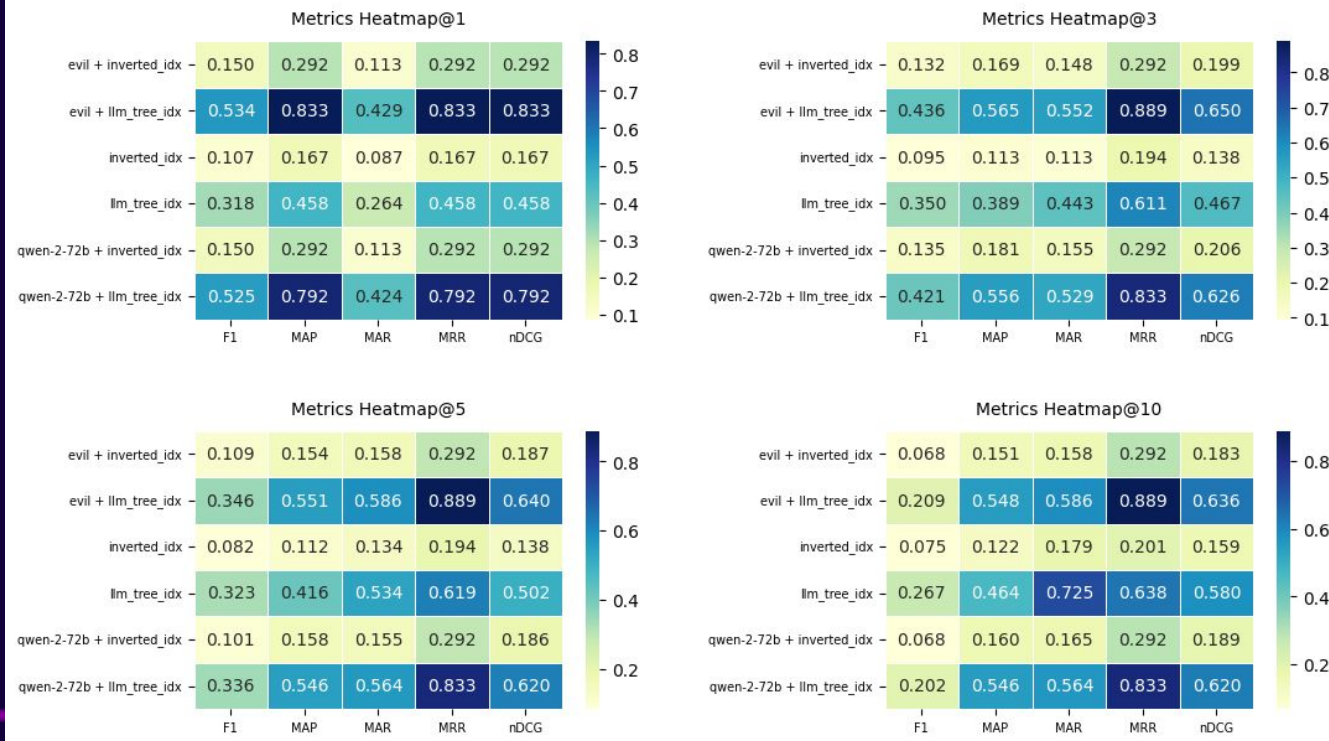 Metrics Heatmap@1
evil + inverted_idx 0.150 0.292 0.113 0.292 0.292
evil + llm_tree_idx 0.534 0.833 0.429 0.833 0.833
inverted_idx 0.107 0.167 0.087 0.167 0.167
llm_tree_idx 0.318 0.458 0.264 0.458 0.458
qwen-2-72b + inverted_idx 0.150 0.292 0.113 0.292 0.292
qwen-2-72b + llm_tree_idx 0.525 0.792 0.424 0.792 0.792
F1 MAP MAR MRR nDCG
0.8
0.7
0.6
0.5
0.4
0.3
0.2
0.1
Metrics Heatmap@3
evil + inverted_idx 0.132 0.169 0.148 0.292 0.199
evil + llm_tree_idx 0.436 0.565 0.552 0.889 0.650
inverted_idx 0.095 0.113 0.113 0.194 0.138
llm_tree_idx 0.350 0.389 0.443 0.611 0.467
qwen-2-72b + inverted_idx 0.135 0.181 0.155 0.292 0.206
qwen-2-72b + llm_tree_idx 0.421 0.556 0.529 0.833 0.626
F1 MAP MAR MRR nDCG
0.8
0.7
0.6
0.5
0.4
0.3
0.2
0.1
Metrics Heatmap@5
evil + inverted_idx 0.109 0.154 0.158 0.292 0.187
evil + llm_tree_idx 0.346 0.551 0.586 0.889 0.640
inverted_idx 0.082 0.112 0.134 0.194 0.138
llm_tree_idx 0.323 0.416 0.534 0.619 0.502
qwen-2-72b + inverted_idx 0.101 0.158 0.155 0.292 0.186
qwen-2-72b + llm_tree_idx 0.336 0.546 0.564 0.833 0.620
F1 MAP MAR MRR nDCG
0.8
0.6
0.4
0.2
Metrics Heatmap@10
evil + inverted_idx 0.068 0.151 0.158 0.292 0.183
evil + llm_tree_idx 0.209 0.548 0.586 0.889 0.636
inverted_idx 0.075 0.122 0.179 0.201 0.159
llm_tree_idx 0.267 0.464 0.725 0.638 0.580
qwen-2-72b + inverted_idx 0.068 0.160 0.165 0.292 0.189
qwen-2-72b + llm_tree_idx 0.202 0.546 0.564 0.833 0.620
F1 MAP MAR MRR nDCG
0.8
0.6
0.4
0.2